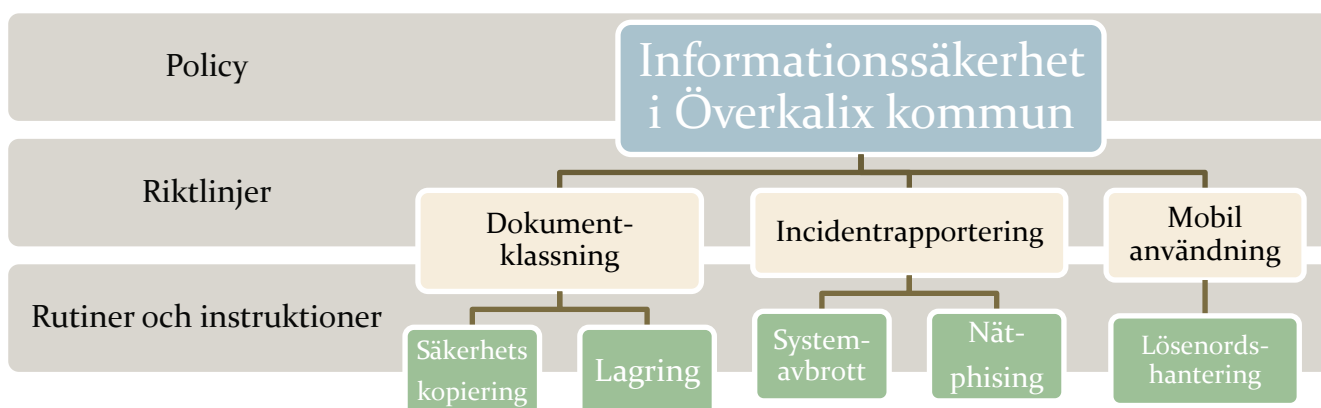 Policy
Informationssäkerhet
i Överkalix kommun
Riktlinjer
Dokument-
klassning
Incidentrapportering
Mobil
användning
Rutiner och instruktioner
Säkerhets
kopiering
Lagring
System-
avbrott
Nät-
phising
Lösenords-
hantering